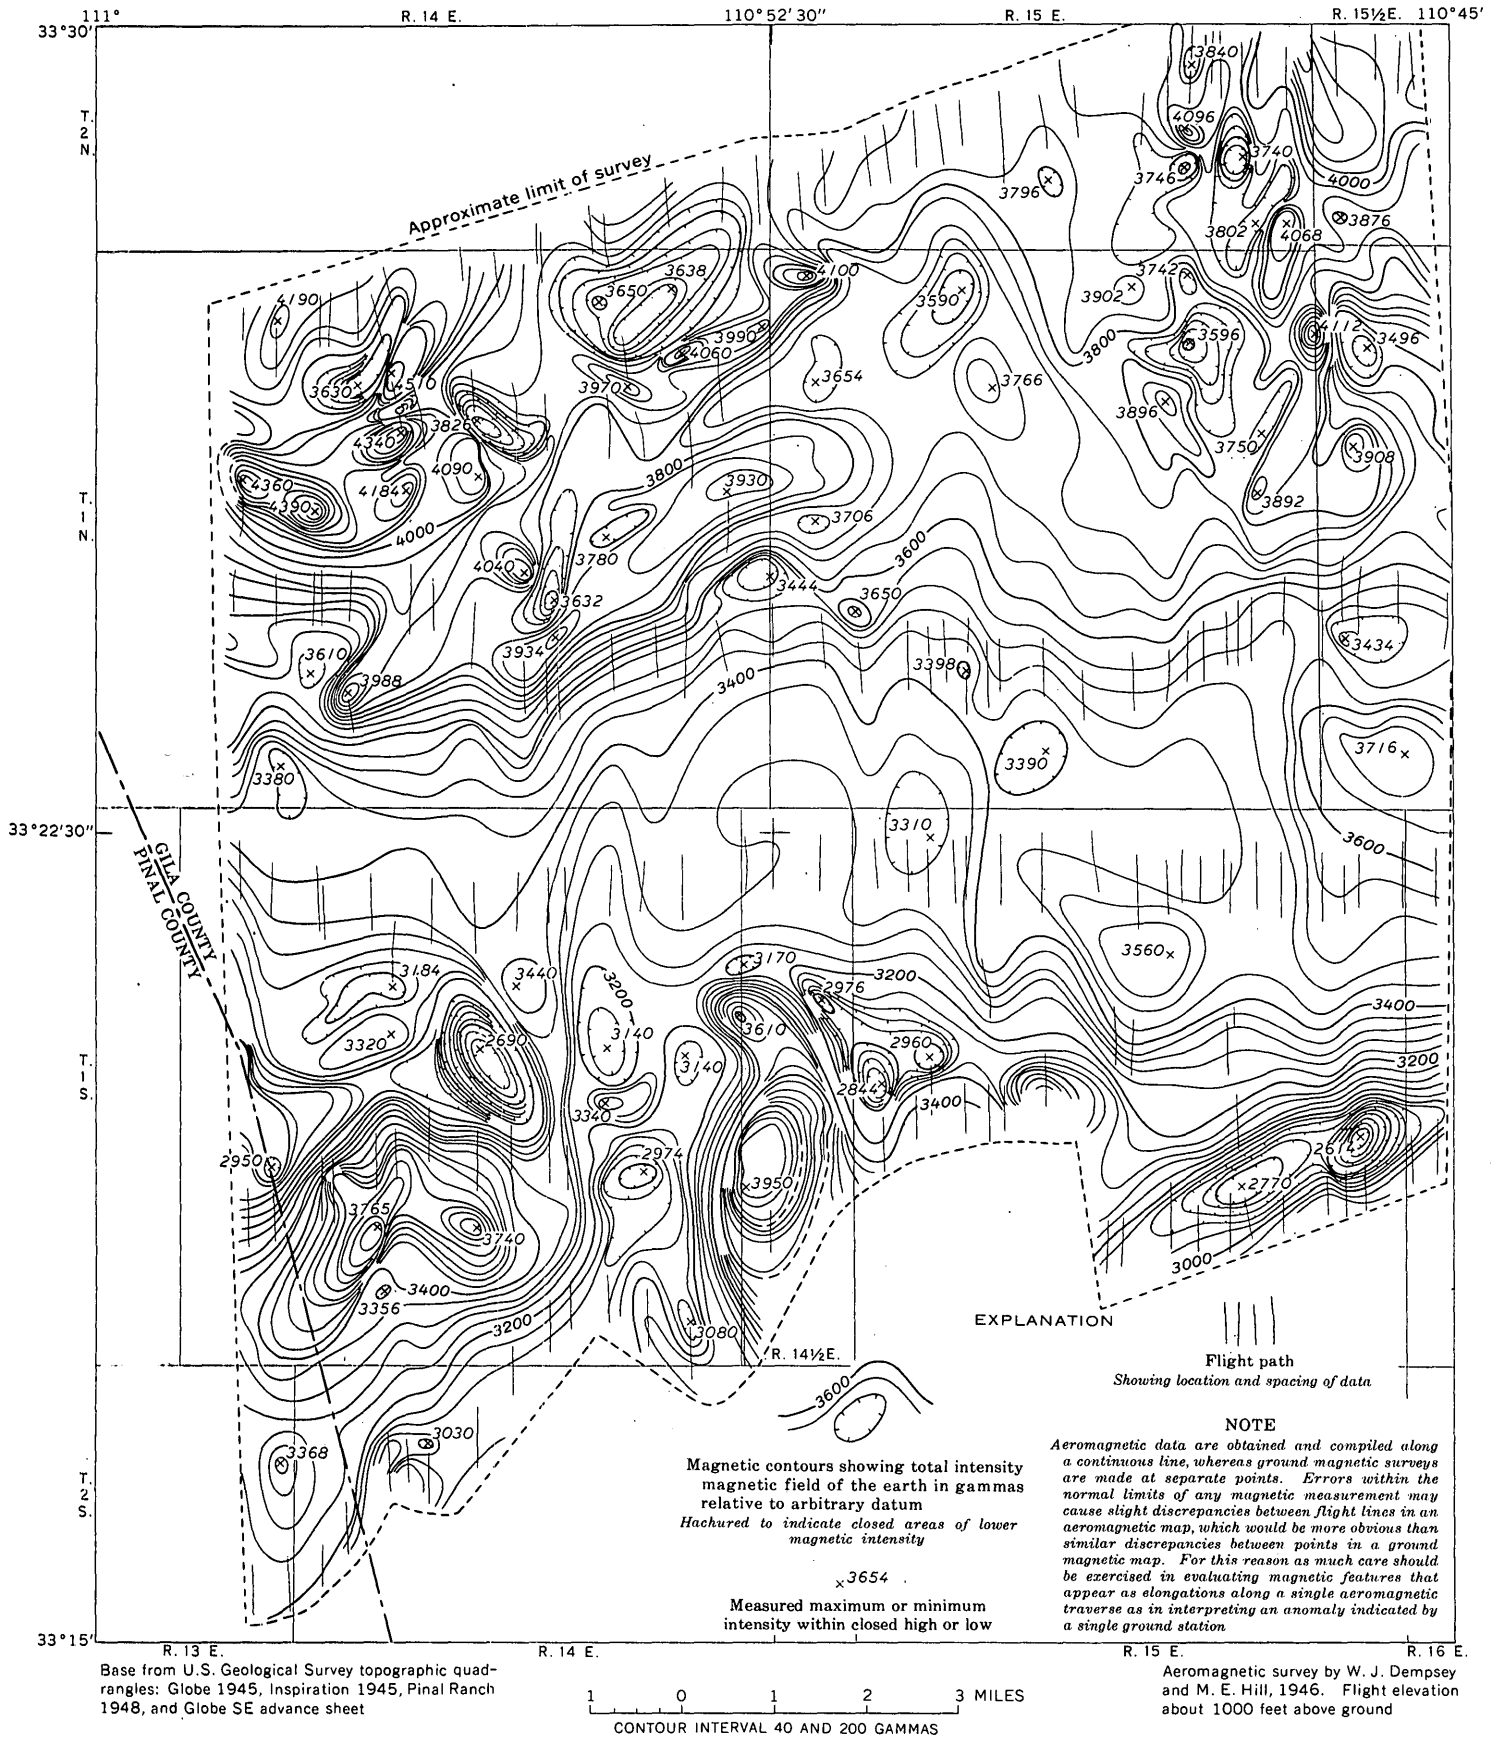 111°
R. 14 E.
110°52'30"
R. 15 E.
R. 15½E.
110°45'
33°30'
T.
2
N.
Approximate limit of survey
3840
4096
3740
3746
3796
4000
3802
4068
3876
3638
3650
4100
3742
3590
3902
4190
3990
4060
3800
3596
4112
3496
3630
4510
3970
3654
3766
3896
3826
4340
3750
3908
4090
3800
4360
4184
3930
3892
4390
T.
1
N.
4000
3706
3780
3600
4040
3444
3632
3650
3934
3434
3610
3398
3988
3400
3716
3380
3390
33°22'30"
3310
3600
GILA COUNTY
PINAL COUNTY
3560
3184
3440
3170
3200
3200
2976
3400
3610
3320
2690
3140
3140
2960
T.
1
S.
3200
2844
3340
3400
2950
2974
2674
2770
3950
3765
3740
3000
3400
3356
3200
3080
R. 14½E.
3368
3030
T.
2
S.
EXPLANATION
Flight path
Showing location and spacing of data
3600
Magnetic contours showing total intensity
magnetic field of the earth in gammas
relative to arbitrary datum
Hachured to indicate closed areas of lower
magnetic intensity
×3654
Measured maximum or minimum
intensity within closed high or low
NOTE
Aeromagnetic data are obtained and compiled along
a continuous line, whereas ground magnetic surveys
are made at separate points. Errors within the
normal limits of any magnetic measurement may
cause slight discrepancies between flight lines in an
aeromagnetic map, which would be more obvious than
similar discrepancies between points in a ground
magnetic map. For this reason as much care should
be exercised in evaluating magnetic features that
appear as elongations along a single aeromagnetic
traverse as in interpreting an anomaly indicated by
a single ground station
33°15'
R. 13 E.
R. 14 E.
R. 15 E.
R. 16 E.
Base from U.S. Geological Survey topographic quad-
rangles: Globe 1945, Inspiration 1945, Pinal Ranch
1948, and Globe SE advance sheet
1 0 1 2 3 MILES
CONTOUR INTERVAL 40 AND 200 GAMMAS
Aeromagnetic survey by W. J. Dempsey
and M. E. Hill, 1946. Flight elevation
about 1000 feet above ground